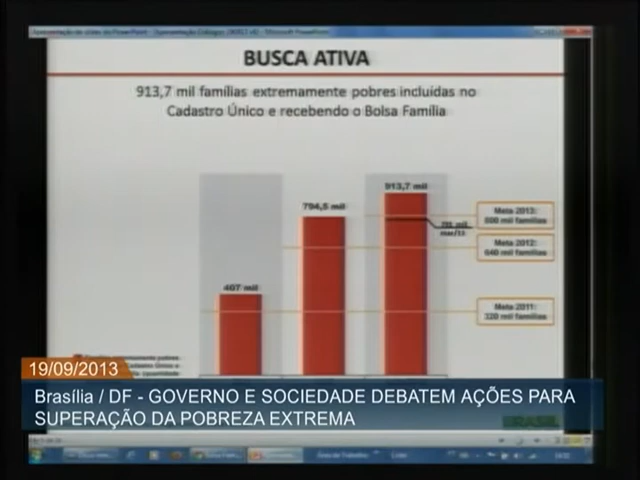 BUSCA ATIVA
913,7 mil famílias extremamente pobres incluídas no
Cadastro Único e recebendo o Bolsa Família
913,7 mil
794,5 mil
407 mil
Meta 2013:
800 mil famílias
Meta 2012:
640 mil famílias
Meta 2011:
320 mil famílias
19/09/2013
Brasília / DF - GOVERNO E SOCIEDADE DEBATEM AÇÕES PARA
SUPERAÇÃO DA POBREZA EXTREMA
BRASIL